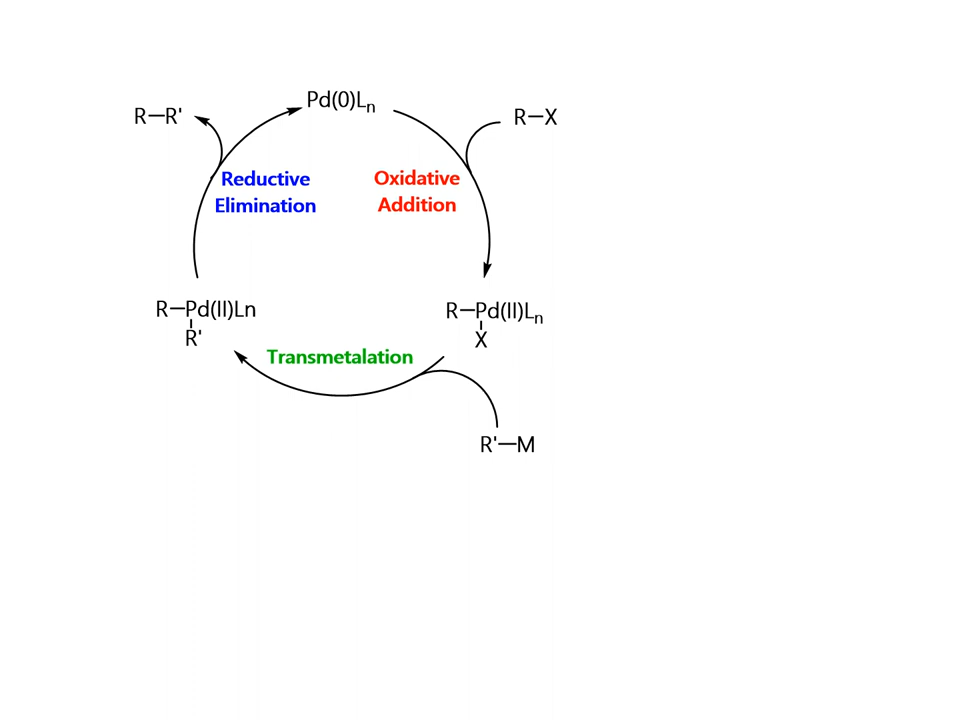 Pd(0)Ln
R-R'
R-X
Reductive
Elimination
Oxidative
Addition
R-Pd(II)Ln
R'
R-Pd(II)Ln
X
Transmetalation
R'-M